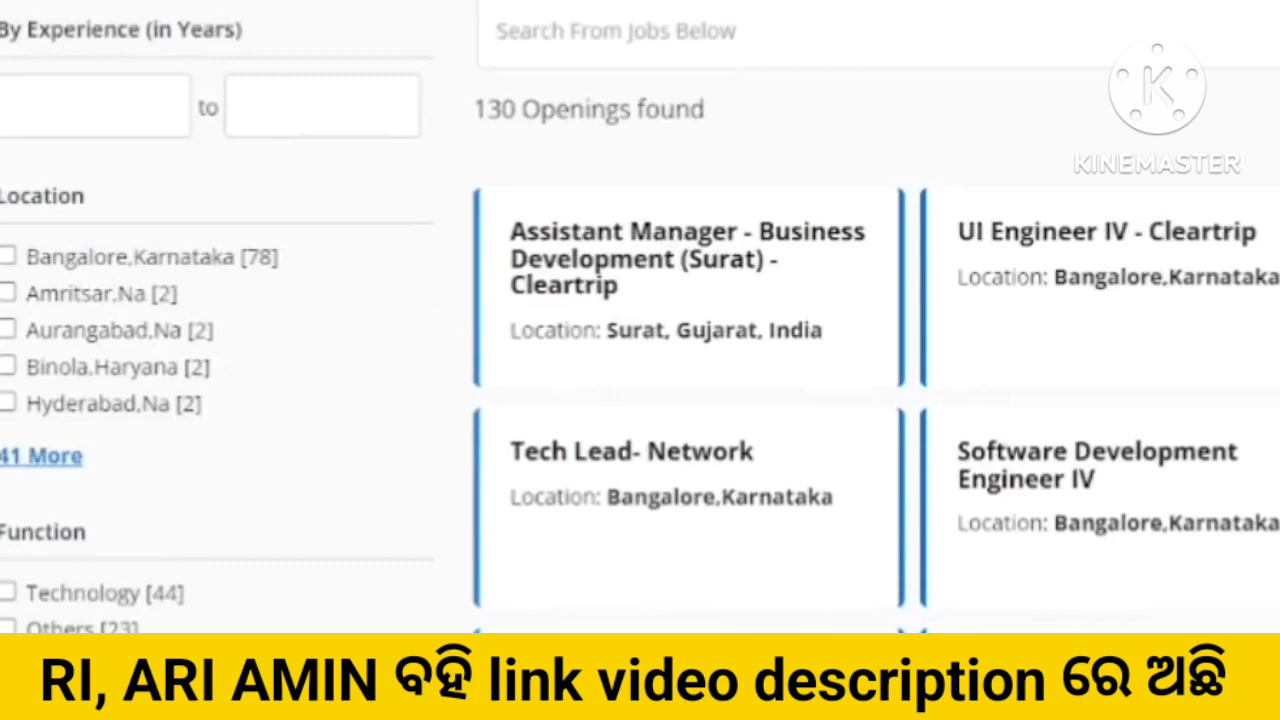 By Experience (in Years)
Search From Jobs Below
to
130 Openings found
KINEMASTER
Location
Bangalore,Karnataka [78]
Amritsar,Na [2]
Aurangabad,Na [2]
Binola,Haryana [2]
Hyderabad,Na [2]
41 More
Assistant Manager - Business
Development (Surat) -
Cleartrip
Location: Surat, Gujarat, India
UI Engineer IV - Cleartrip
Location: Bangalore,Karnataka
Tech Lead- Network
Location: Bangalore,Karnataka
Software Development
Engineer IV
Location: Bangalore,Karnataka
Function
Technology [44]
Others [23]
RI, ARI AMIN ବହି link video description ରେ ଅଛି